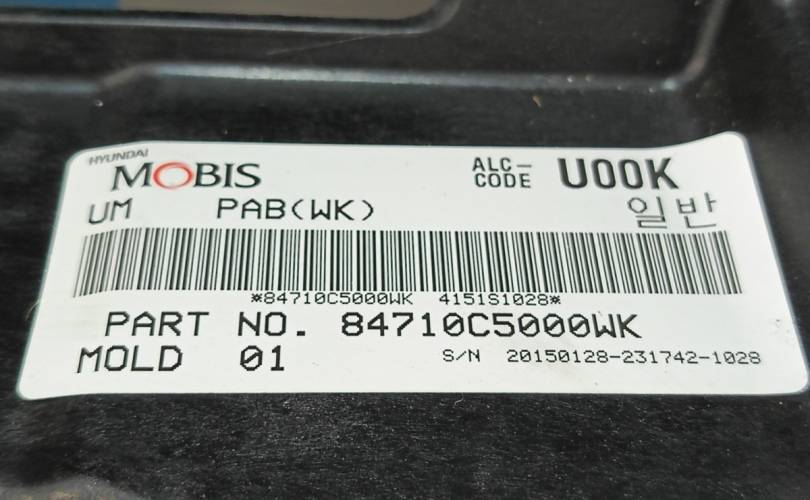 HYUNDAI
MOBIS
ALC-
CODE U00K
UM PAB(WK) 일반
*84710C5000WK 4151S1028*
PART NO. 84710C5000WK
MOLD 01 S/N 20150128-231742-1028